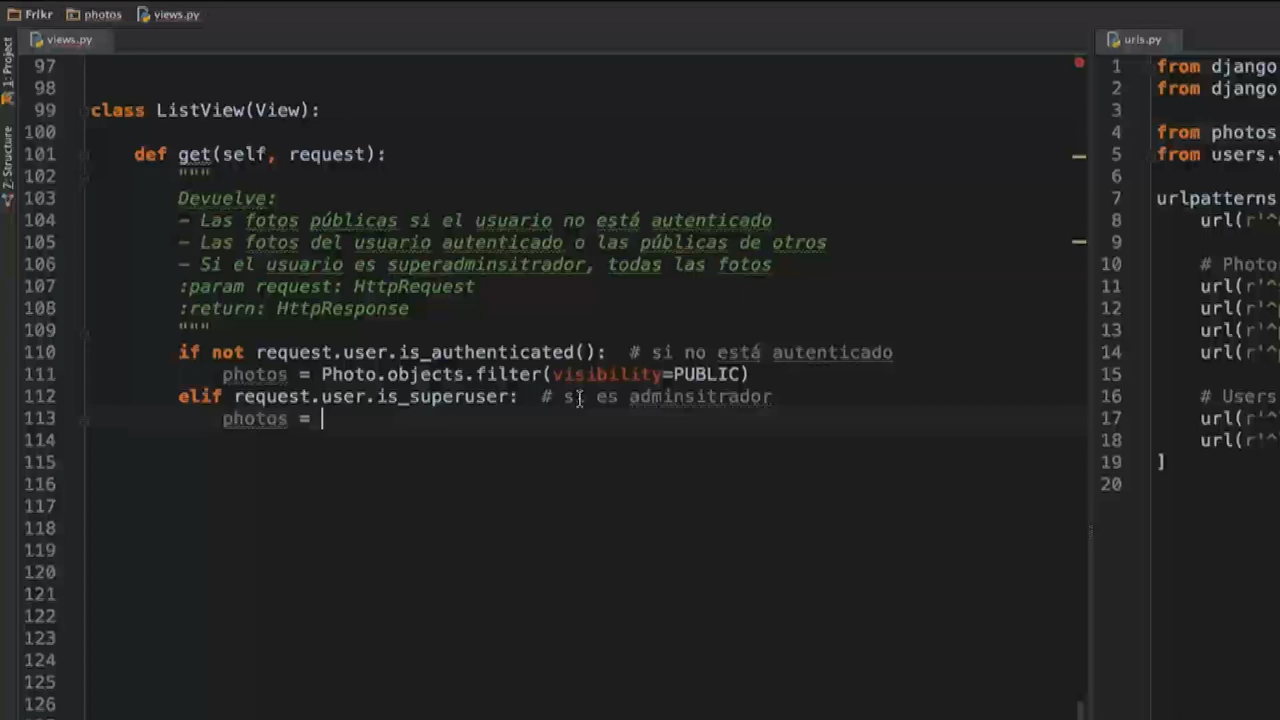 Frikr photos views.py
views.py
1: Project
Z: Structure
97
98
99 class ListView(View):
100
101 def get(self, request):
102 """
103 Devuelve:
104 - Las fotos públicas si el usuario no está autenticado
105 - Las fotos del usuario autenticado o las públicas de otros
106 - Si el usuario es superadminsitrador, todas las fotos
107 :param request: HttpRequest
108 :return: HttpResponse
109 """
110 if not request.user.is_authenticated(): # si no está autenticado
111 photos = Photo.objects.filter(visibility=PUBLIC)
112 elif request.user.is_superuser: # si es adminsitrador
113 photos =
114
115
116
117
118
119
120
121
122
123
124
125
126
urls.py
1 from django
2 from django
3
4 from photos
5 from users.
6
7 urlpatterns
8 url(r'^
9
10 # Photo
11 url(r'^
12 url(r'^
13 url(r'^
14 url(r'^
15
16 # Users
17 url(r'^
18 url(r'^
19 ]
20